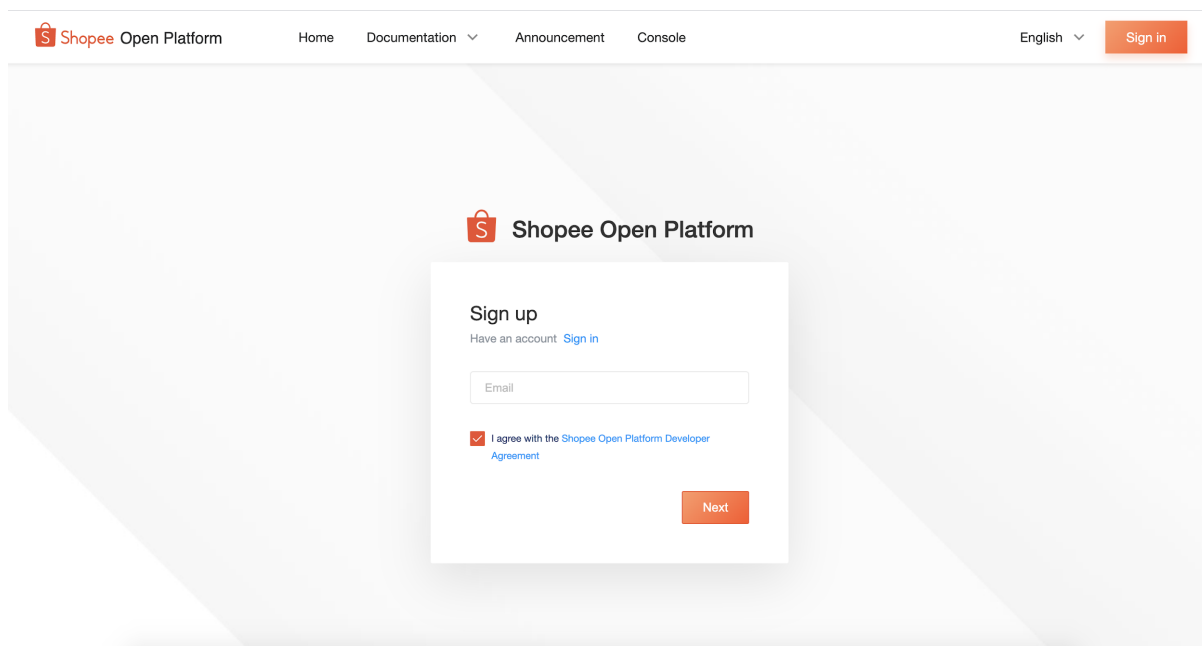 S Shopee Open Platform Home Documentation Announcement Console English Sign in
S Shopee Open Platform
Sign up
Have an account Sign in
Email
I agree with the Shopee Open Platform Developer
Agreement
Next